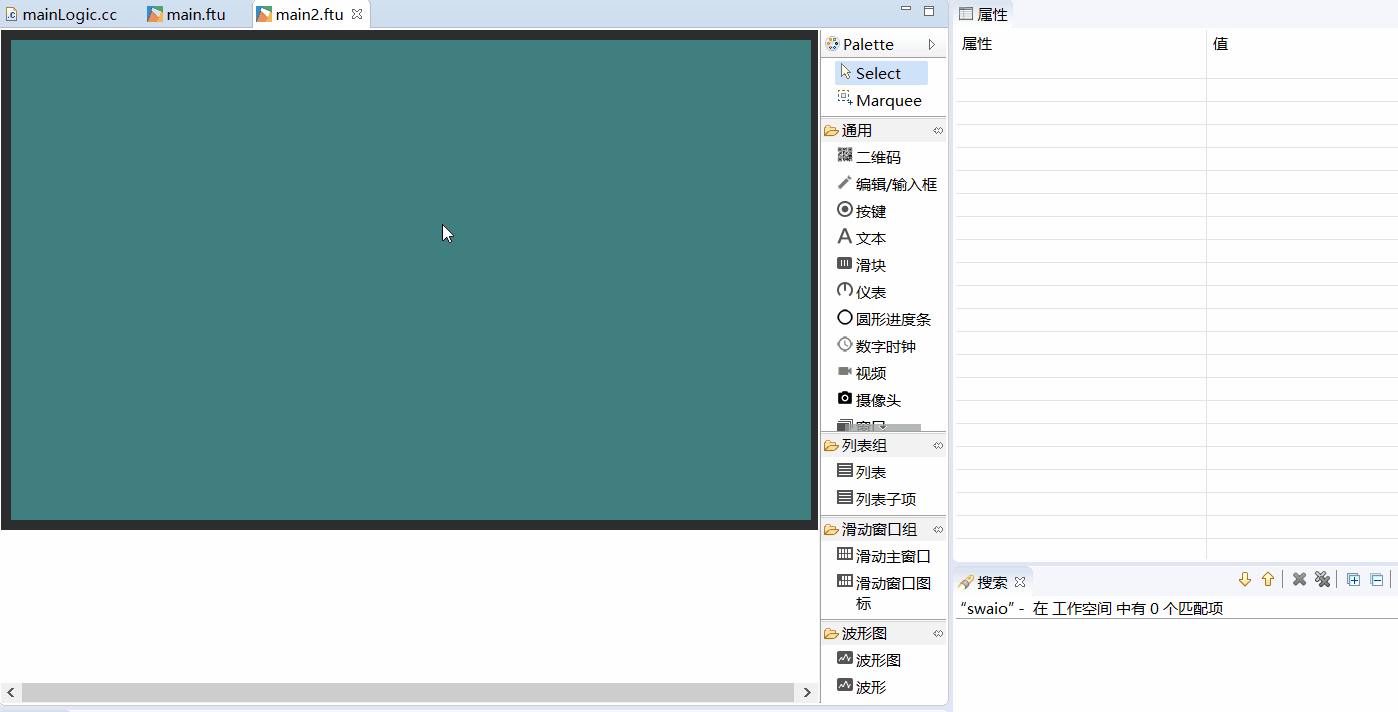 mainLogic.cc
main.ftu
main2.ftu
Palette
Select
Marquee
通用
二维码
编辑/输入框
按键
文本
滑块
仪表
圆形进度条
数字时钟
视频
摄像头
列表组
列表
列表子项
滑动窗口组
滑动主窗口
滑动窗口图
标
波形图
波形图
波形
属性
属性 值
搜索
“swaio” - 在 工作空间 中有 0 个匹配项